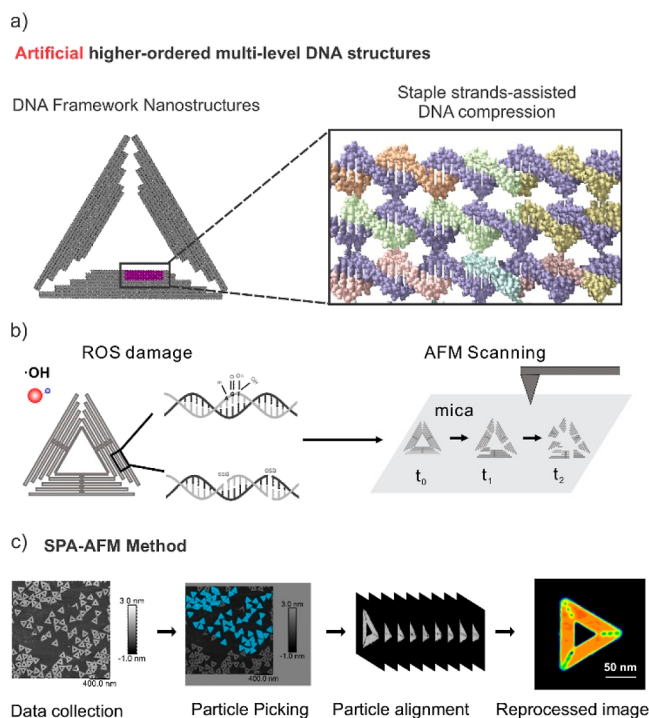 a)
Artificial higher-ordered multi-level DNA structures
DNA Framework Nanostructures
Staple strands-assisted
DNA compression
b)
ROS damage
AFM Scanning
·OH
mica
t0
t1
t2
c)
SPA-AFM Method
3.0 nm
-1.0 nm
400.0 nm
3.0 nm
-1.0 nm
400.0 nm
50 nm
Data collection
Particle Picking
Particle alignment
Reprocessed image